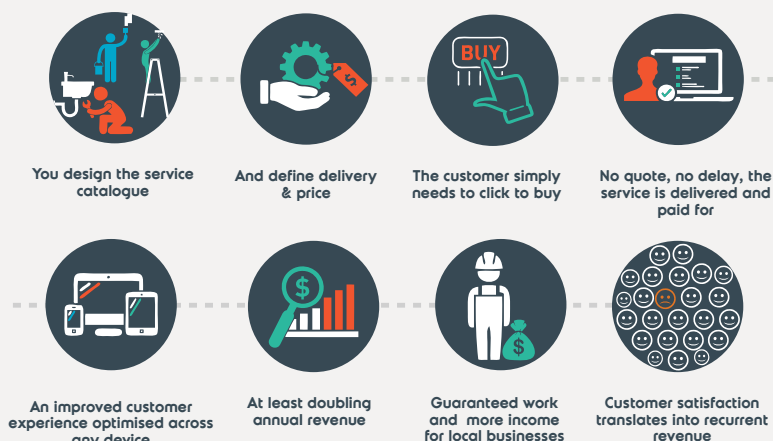 BUY
$
You design the service
catalogue
And define delivery
& price
The customer simply
needs to click to buy
No quote, no delay, the
service is delivered and
paid for
$
$
An improved customer
experience optimised across
any device
At least doubling
annual revenue
Guaranteed work
and more income
for local businesses
Customer satisfaction
translates into recurrent
revenue